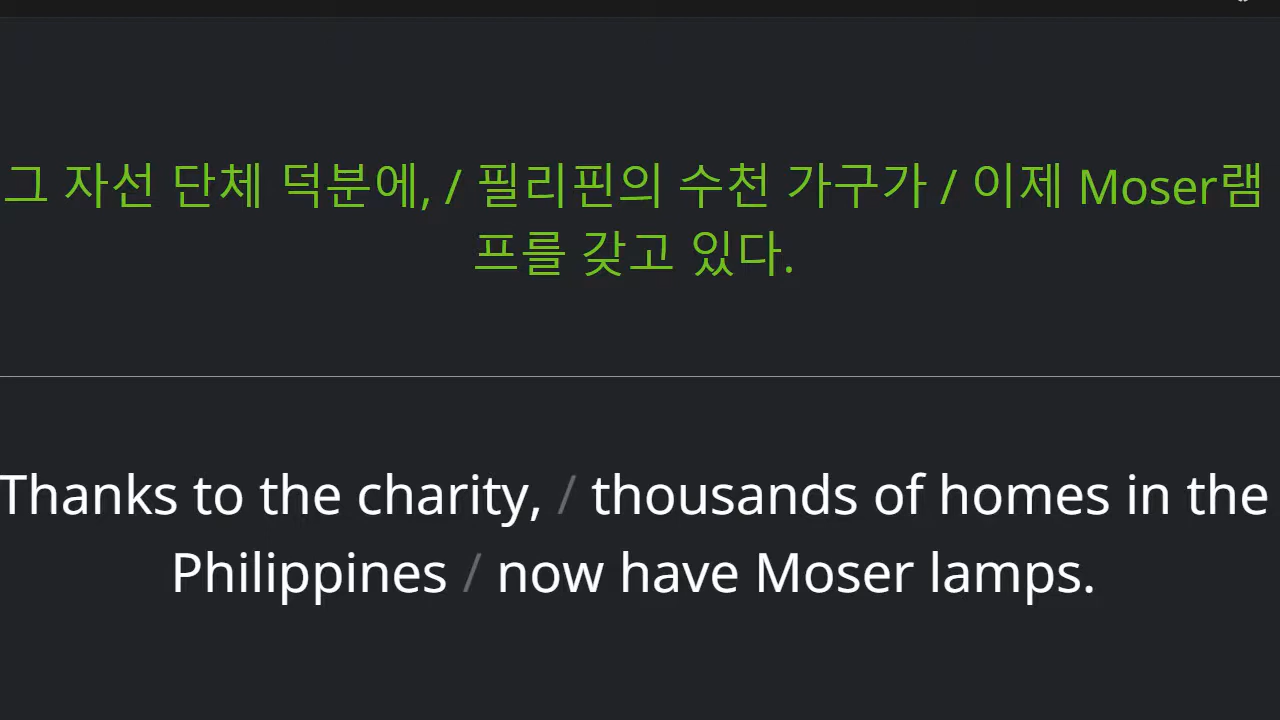 그 자선 단체 덕분에, / 필리핀의 수천 가구가 / 이제 Moser램
프를 갖고 있다.
Thanks to the charity, / thousands of homes in the
Philippines / now have Moser lamps.